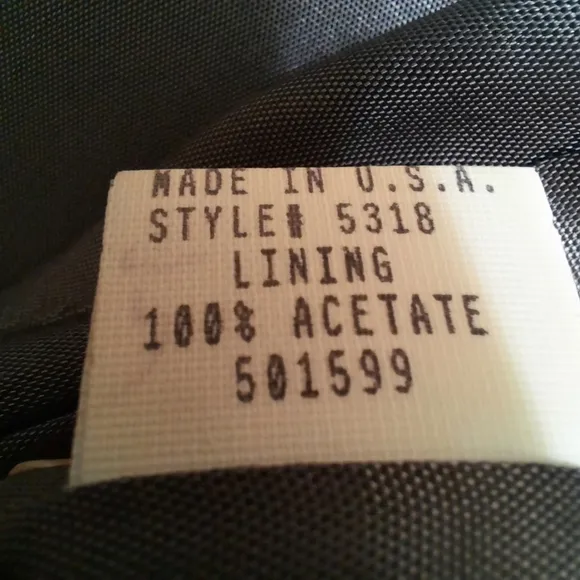 MADE IN U.S.A.
STYLE# 5318
LINING
100% ACETATE
501599